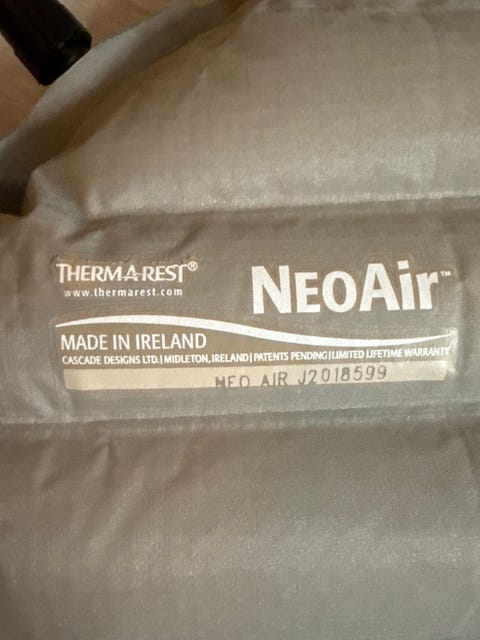 THERM-A-REST®
www.thermarest.com
NEOAIR™
MADE IN IRELAND
CASCADE DESIGNS LTD. | MIDLETON, IRELAND | PATENTS PENDING | LIMITED LIFETIME WARRANTY
NEO AIR J2018599